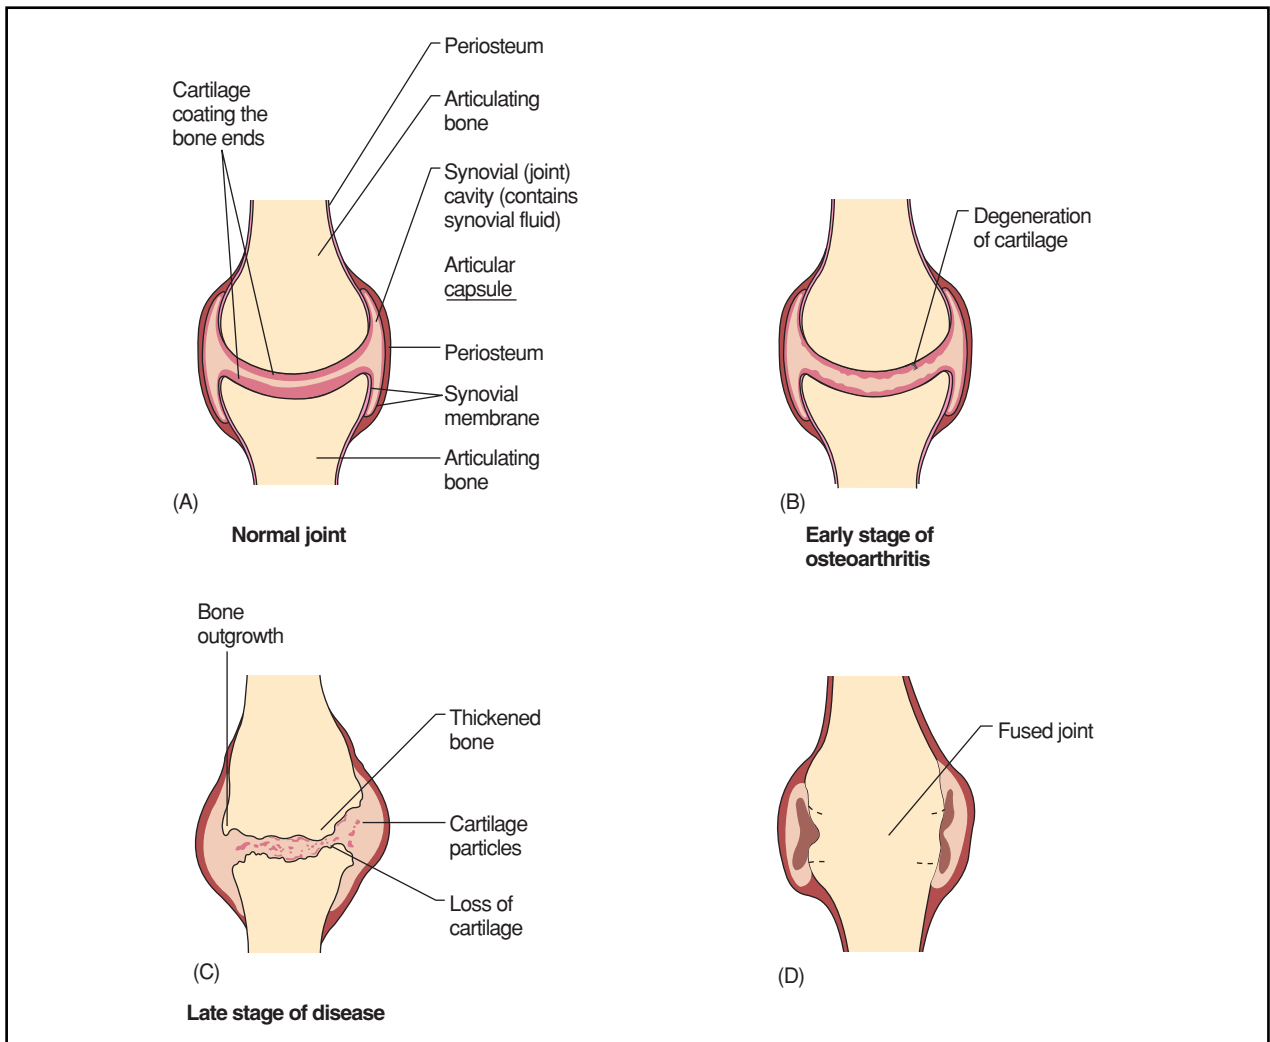 Periosteum
Cartilage
coating the
bone ends
Articulating
bone
Synovial (joint)
cavity (contains
synovial fluid)
Articular
capsule
Periosteum
Synovial
membrane
Articulating
bone
(A)
Normal joint
Degeneration
of cartilage
(B)
Early stage of
osteoarthritis
Bone
outgrowth
Thickened
bone
Cartilage
particles
Loss of
cartilage
(C)
Late stage of disease
Fused joint
(D)